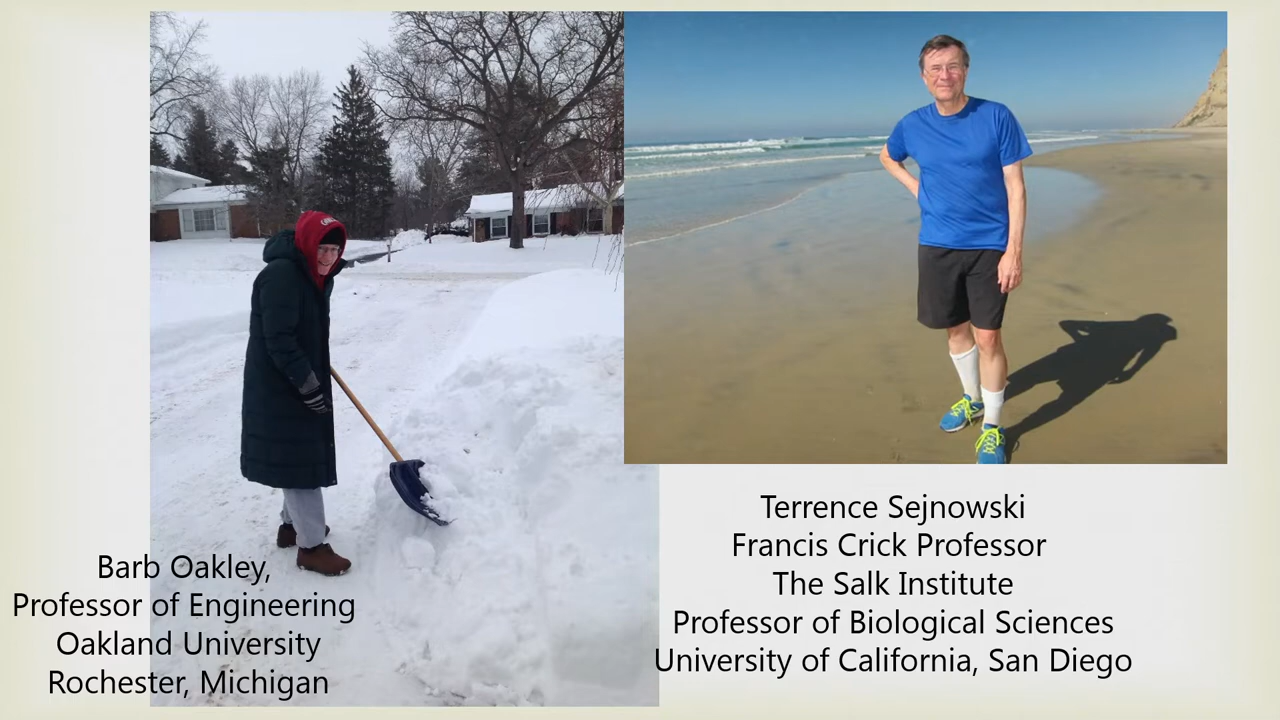 Barb Oakley,
Professor of Engineering
Oakland University
Rochester, Michigan
Terrence Sejnowski
Francis Crick Professor
The Salk Institute
Professor of Biological Sciences
University of California, San Diego